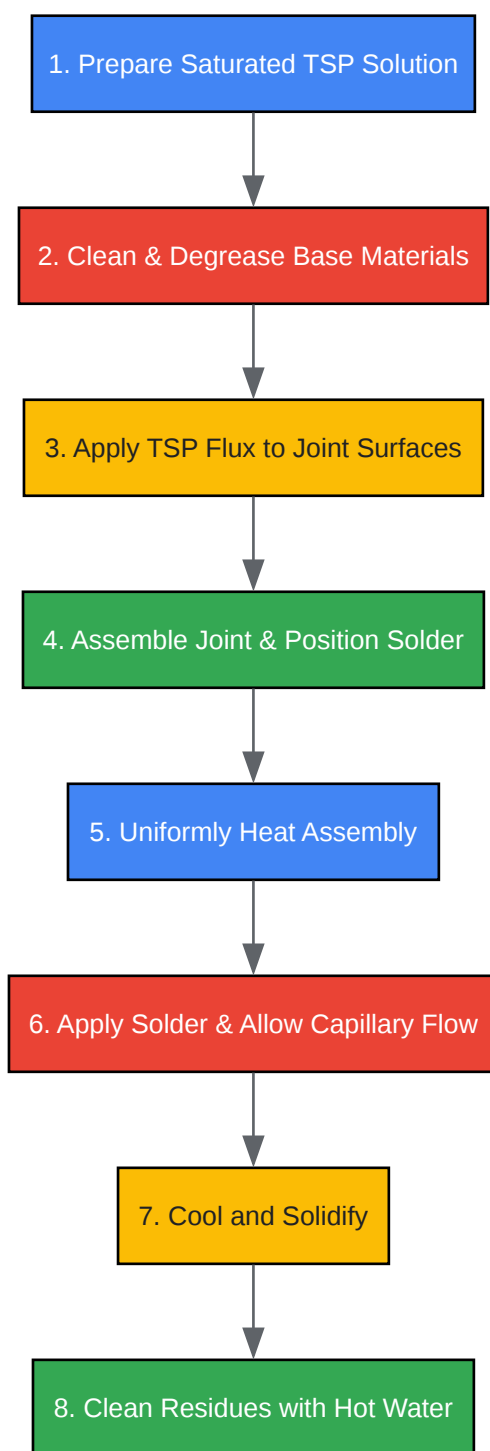 1. Prepare Saturated TSP Solution
2. Clean & Degrease Base Materials
3. Apply TSP Flux to Joint Surfaces
4. Assemble Joint & Position Solder
5. Uniformly Heat Assembly
6. Apply Solder & Allow Capillary Flow
7. Cool and Solidify
8. Clean Residues with Hot Water